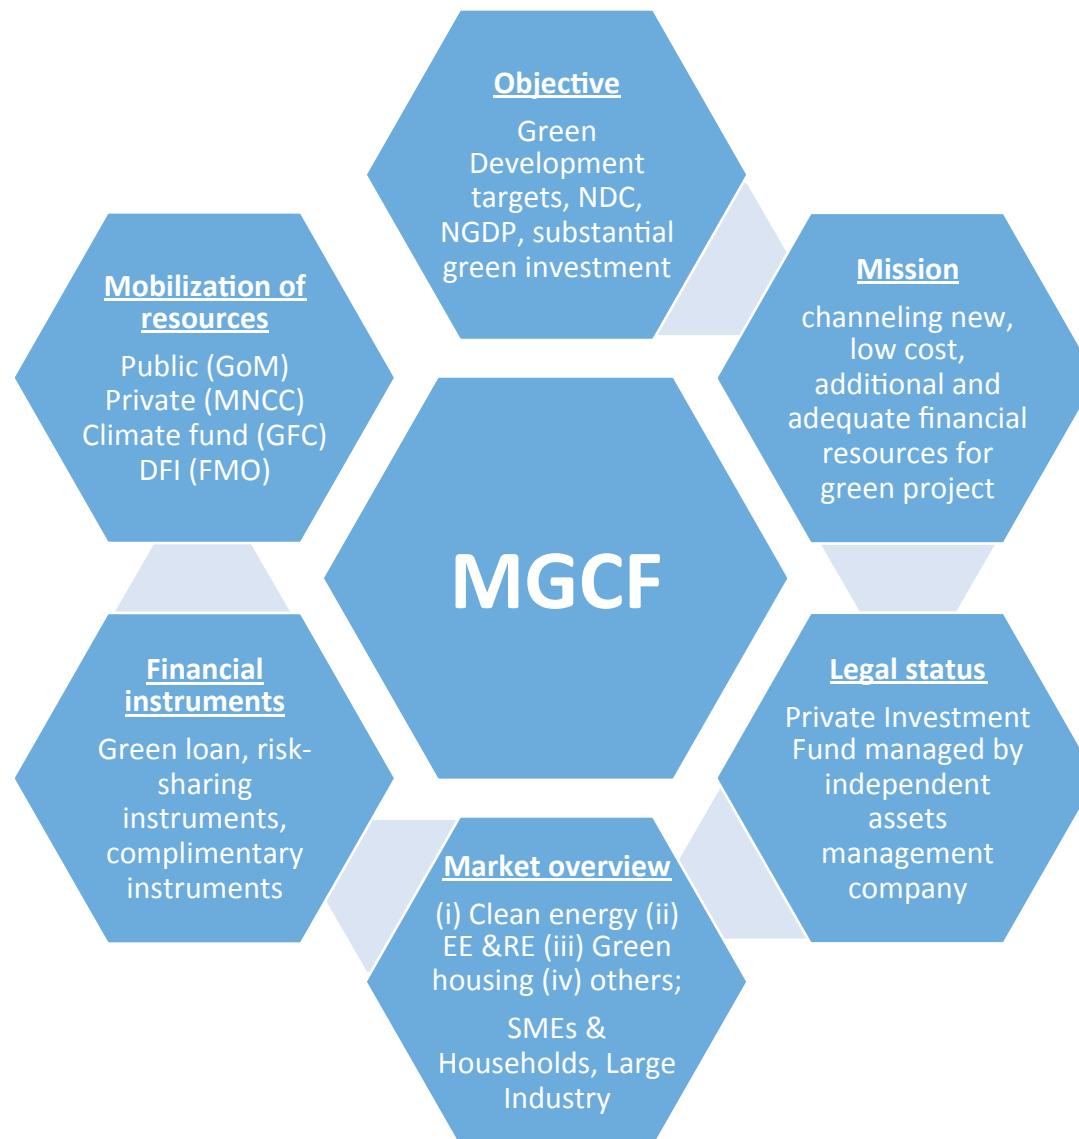 Objective
Green
Development
targets, NDC,
NGDP, substantial
green investment
Mission
channeling new,
low cost,
additional and
adequate financial
resources for
green project
Legal status
Private Investment
Fund managed by
independent
assets
management
company
Market overview
(i) Clean energy (ii)
EE &RE (iii) Green
housing (iv) others;
SMEs &
Households, Large
Industry
Financial
instruments
Green loan, risk-
sharing
instruments,
complimentary
instruments
Mobilization of
resources
Public (GoM)
Private (MNCC)
Climate fund (GFC)
DFI (FMO)
MGCF